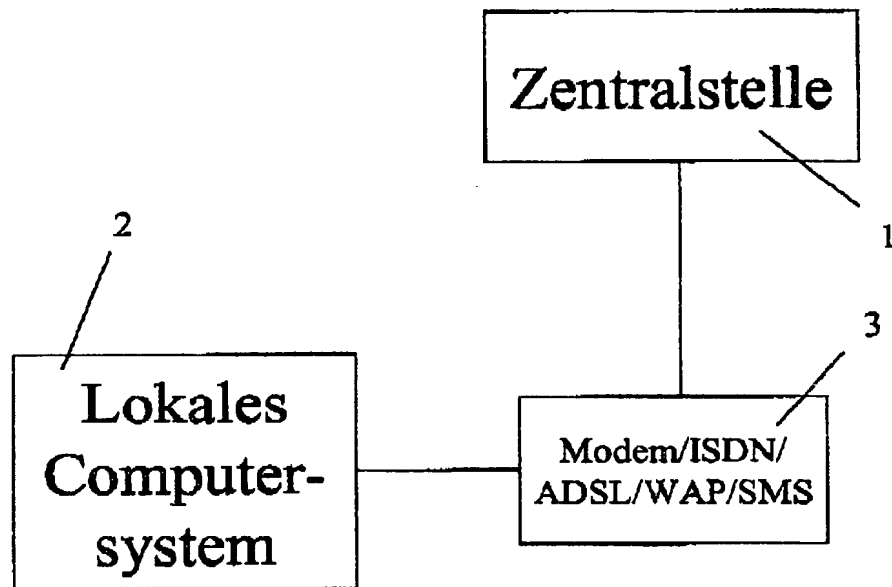 Zentralstelle
1
2
3
Lokales
Computer-
system
Modem/ISDN/
ADSL/WAP/SMS